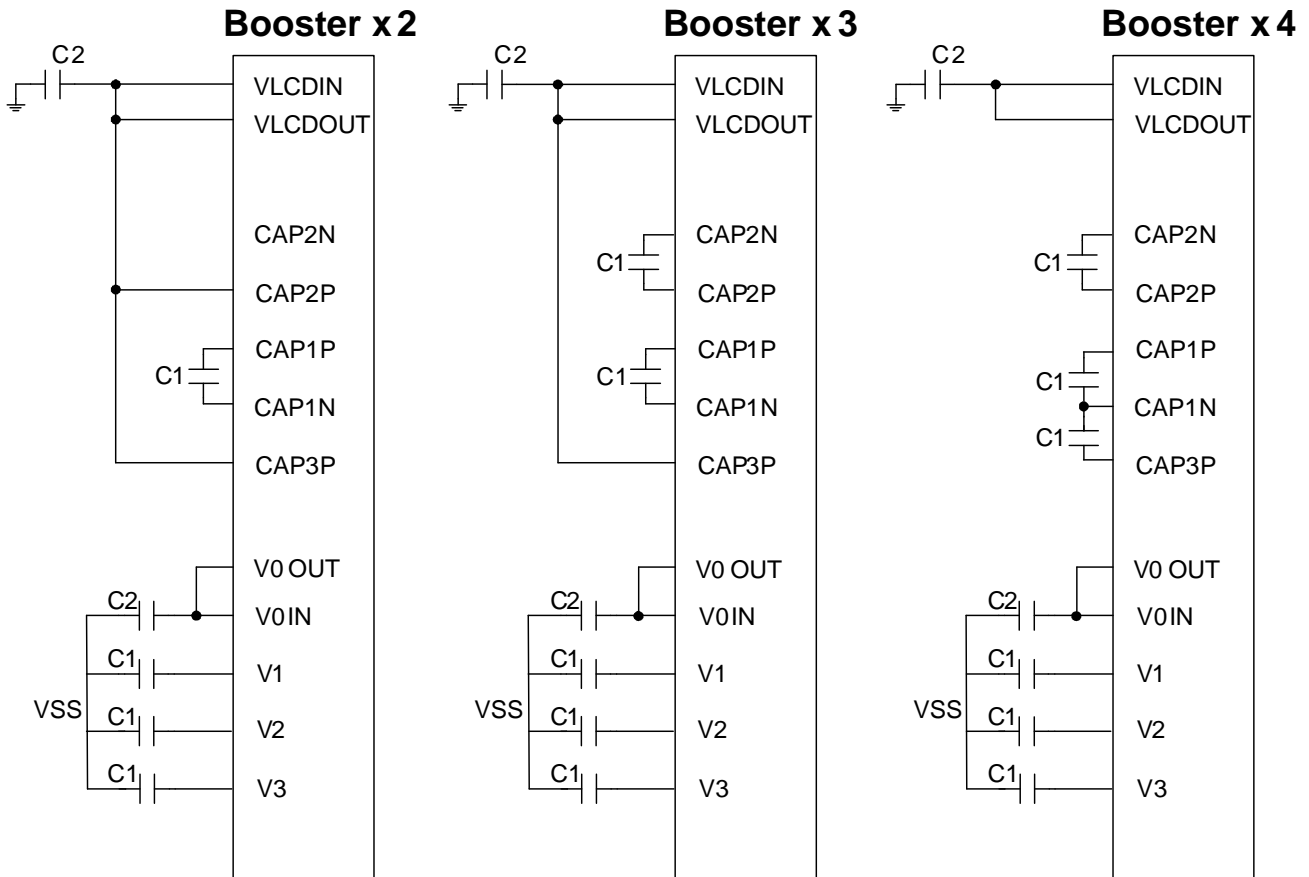 Booster x 2
C2
VLCDIN
VLCDOUT
CAP2N
CAP2P
CAP1P
C1
CAP1N
CAP3P
V0 OUT
C2
V0IN
C1
V1
VSS
C1
V2
C1
V3
Booster x 3
C2
VLCDIN
VLCDOUT
CAP2N
C1
CAP2P
CAP1P
C1
CAP1N
CAP3P
V0 OUT
C2
V0IN
C1
V1
VSS
C1
V2
C1
V3
Booster x 4
C2
VLCDIN
VLCDOUT
CAP2N
C1
CAP2P
CAP1P
C1
CAP1N
C1
CAP3P
V0 OUT
C2
V0IN
C1
V1
VSS
C1
V2
C1
V3